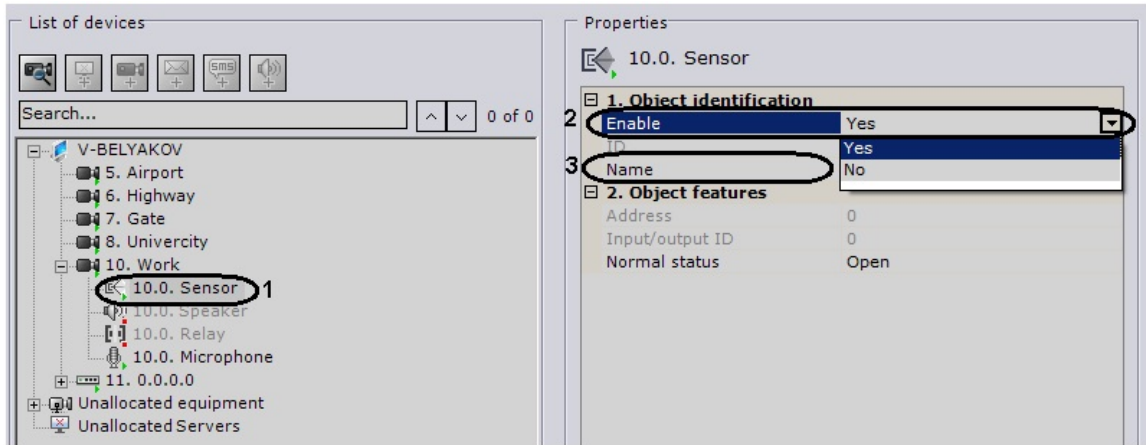 List of devices
sms
Search...
0 of 0
V-BELYAKOV
5. Airport
6. Highway
7. Gate
8. Univercity
10. Work
10.0. Sensor
1
10.0. Speaker
10.0. Relay
10.0. Microphone
11. 0.0.0.0
Unallocated equipment
Unallocated Servers
Properties
10.0. Sensor
1. Object identification
2
Enable Yes
ID Yes
3
Name No
2. Object features
Address 0
Input/output ID 0
Normal status Open